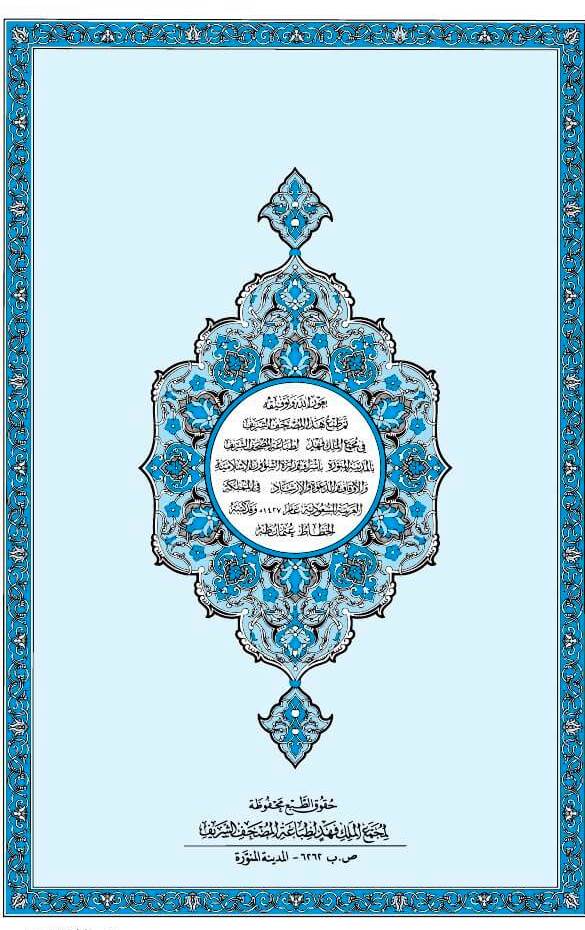 بعون الله وتوفيقه
تم طبع هذا المصحف الشريف
في مجمع الملك فهد لطباعة المصحف الشريف
بالمدينة المنورة بإشراف وزارة الشؤون الإسلامية
والأوقاف والدعوة والإرشاد في المملكة
العربية السعودية عام ١٤٢٧هـ وقد كتبه
الخطاط عثمان طه
حقوق الطبع محفوظة
لمجمع الملك فهد لطباعة المصحف الشريف
ص.ب ٦٢٦٢ - المدينة المنورة